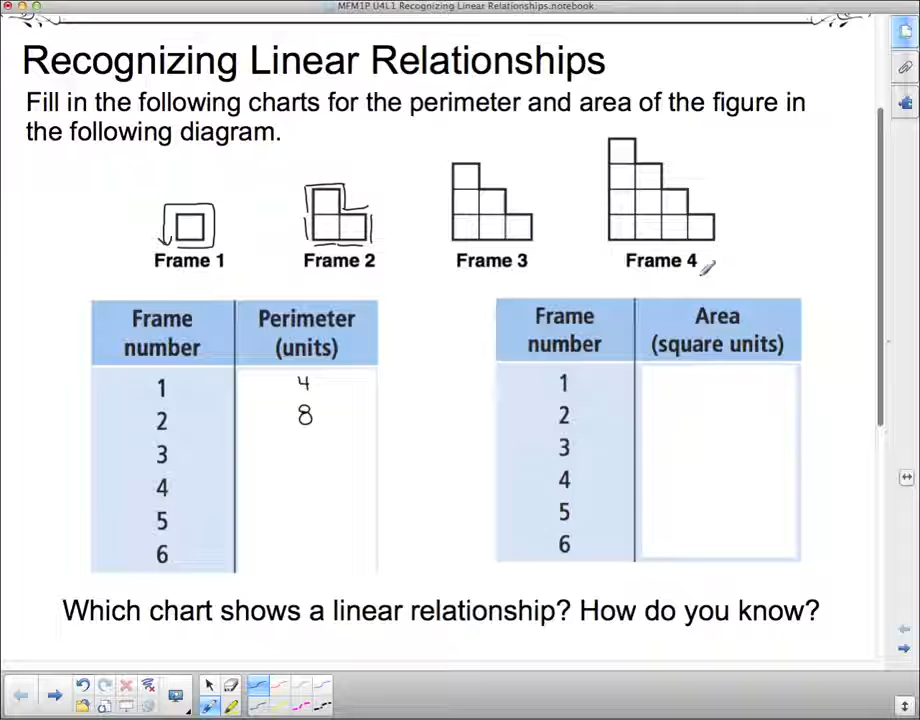 MFM1P U4L1 Recognizing Linear Relationships.notebook
Recognizing Linear Relationships
Fill in the following charts for the perimeter and area of the figure in
the following diagram.
Frame 1
Frame 2
Frame 3
Frame 4
Frame number
Perimeter (units)
1 4
2 8
3
4
5
6
Frame number
Area (square units)
1
2
3
4
5
6
Which chart shows a linear relationship? How do you know?